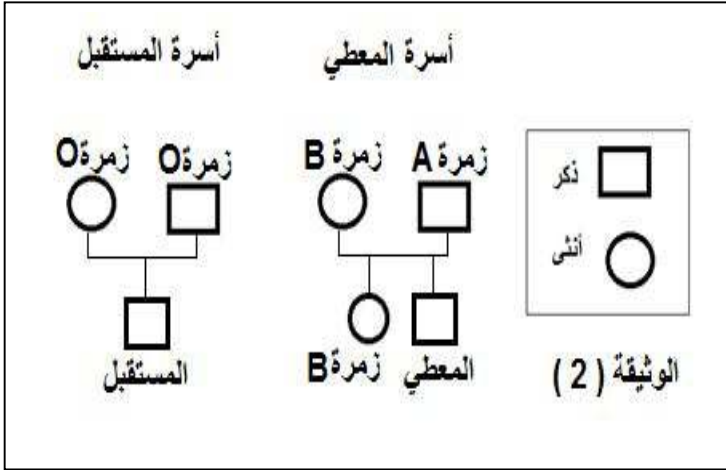 أسرة المعطي
أسرة المستقبل
زمرة A
زمرة B
زمرةO
زمرةO
ذكر
أنثى
المعطي
زمرةB
المستقبل
الوثيقة ( 2 )